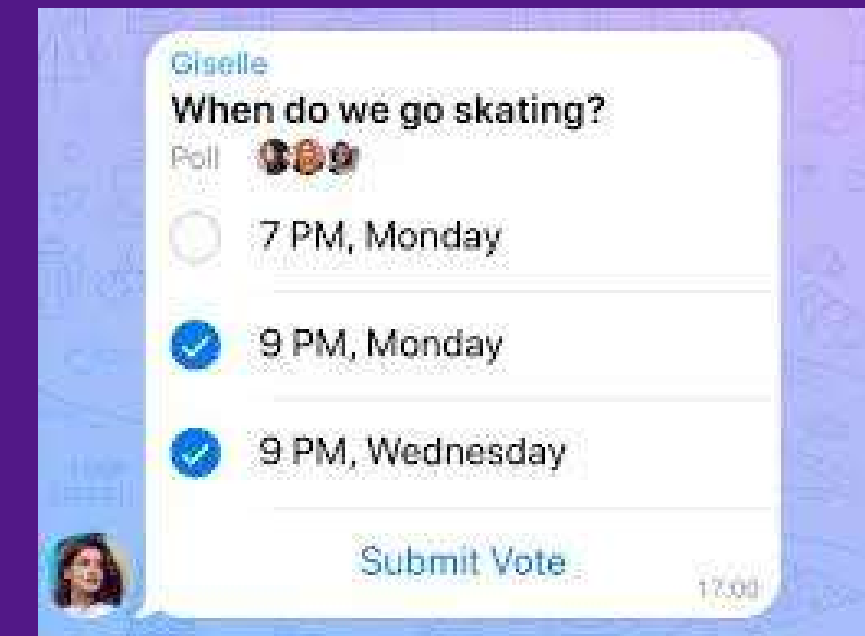 Giselle
When do we go skating?
Poll
7 PM, Monday
9 PM, Monday
9 PM, Wednesday
Submit Vote
17:00